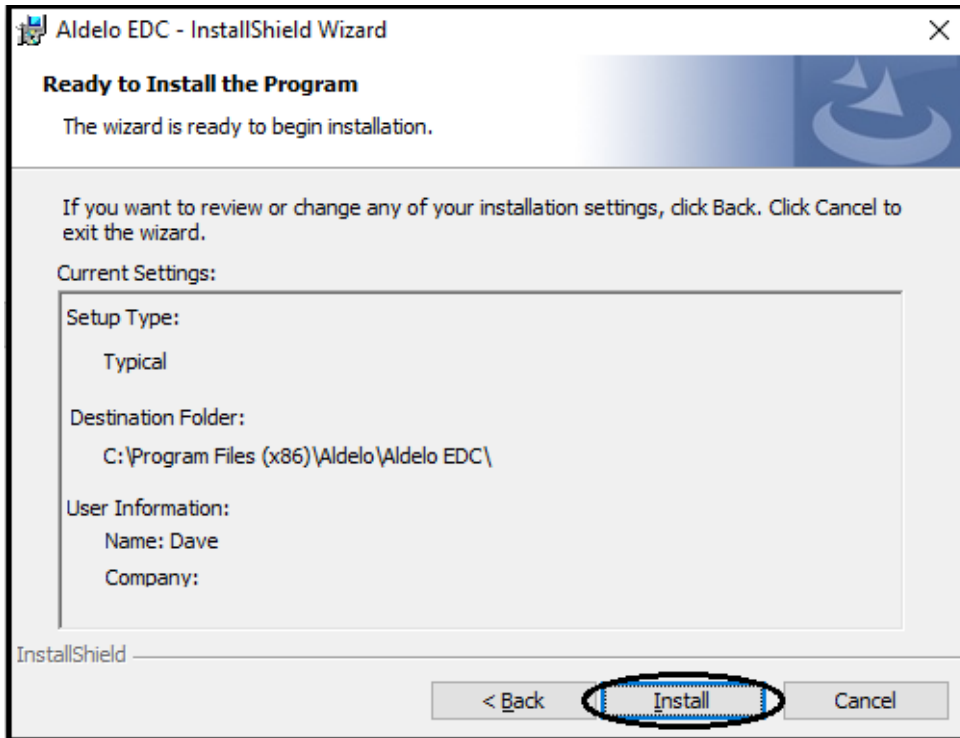 Aldelo EDC - InstallShield Wizard
Ready to Install the Program
The wizard is ready to begin installation.
If you want to review or change any of your installation settings, click Back. Click Cancel to
exit the wizard.
Current Settings:
Setup Type:
Typical
Destination Folder:
C:\Program Files (x86)\Aldelo\Aldelo EDC\
User Information:
Name: Dave
Company:
InstallShield
< Back
Install
Cancel